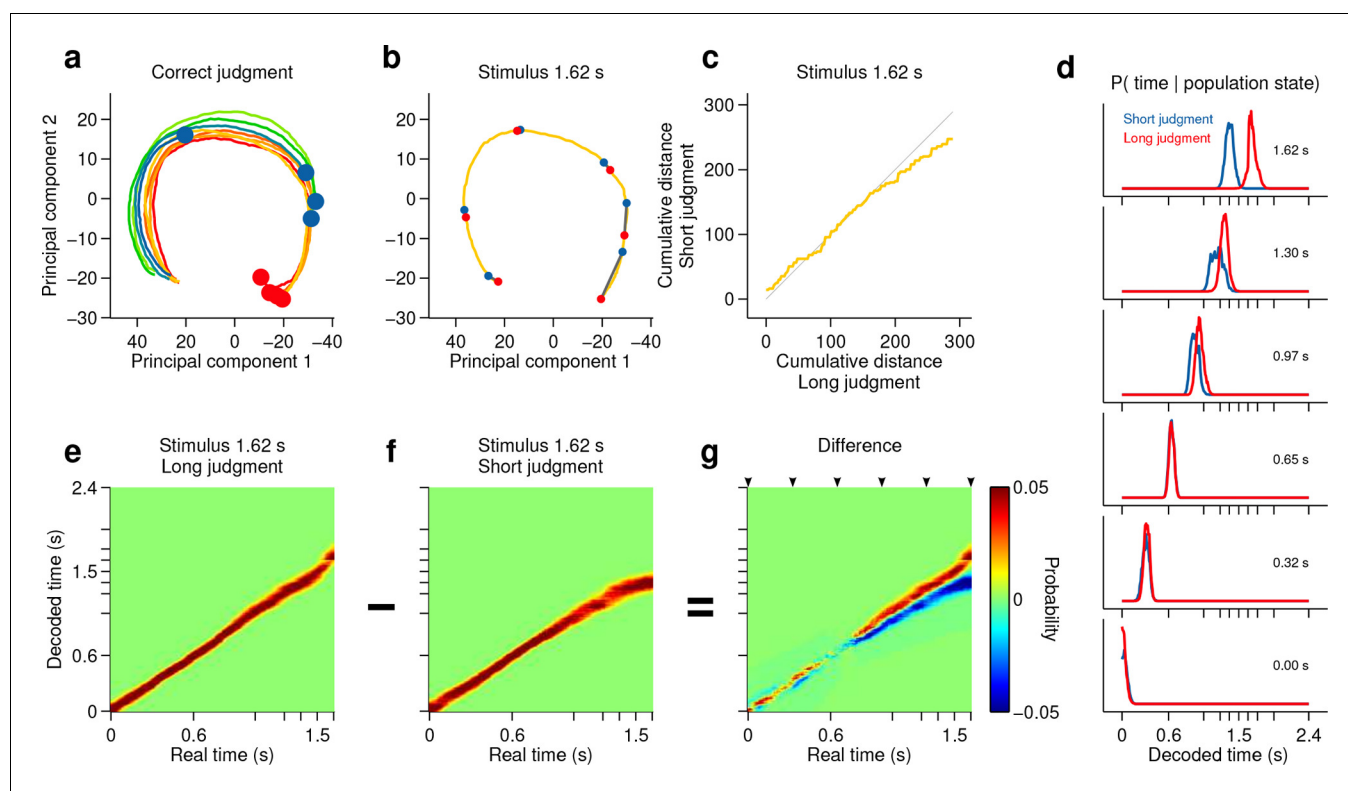 a
Correct judgment
Principal component 2
20
10
0
−10
−20
−30
40
20
0
−20
−40
Principal component 1
b
Stimulus 1.62 s
20
10
0
−10
−20
−30
40
20
0
−20
−40
Principal component 1
c
Stimulus 1.62 s
Cumulative distance
Short judgment
300
200
100
0
0
100
200
300
Cumulative distance
Long judgment
d
P( time | population state)
Short judgment
Long judgment
1.62 s
1.30 s
0.97 s
0.65 s
0.32 s
0.00 s
0
0.6
1.5
2.4
Decoded time (s)
e
Stimulus 1.62 s
Long judgment
Decoded time (s)
2.4
1.5
0.6
0
0
0.6
1.5
Real time (s)
f
Stimulus 1.62 s
Short judgment
0
0.6
1.5
Real time (s)
g
Difference
0
0.6
1.5
Real time (s)
0.05
0
−0.05
Probability